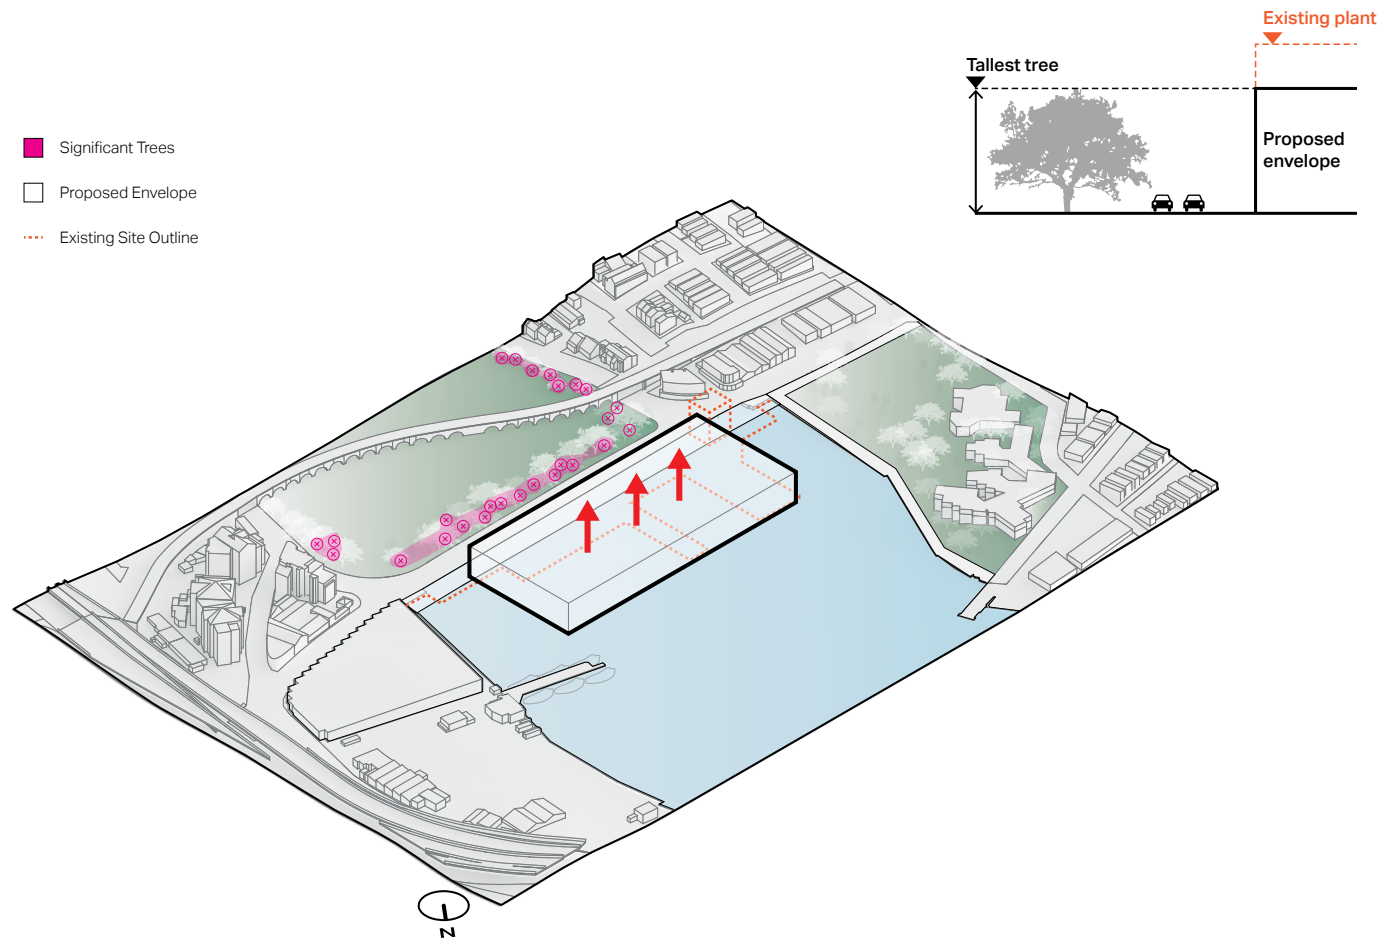 Existing plant
Tallest tree
Proposed
envelope
Significant Trees
Proposed Envelope
Existing Site Outline
N